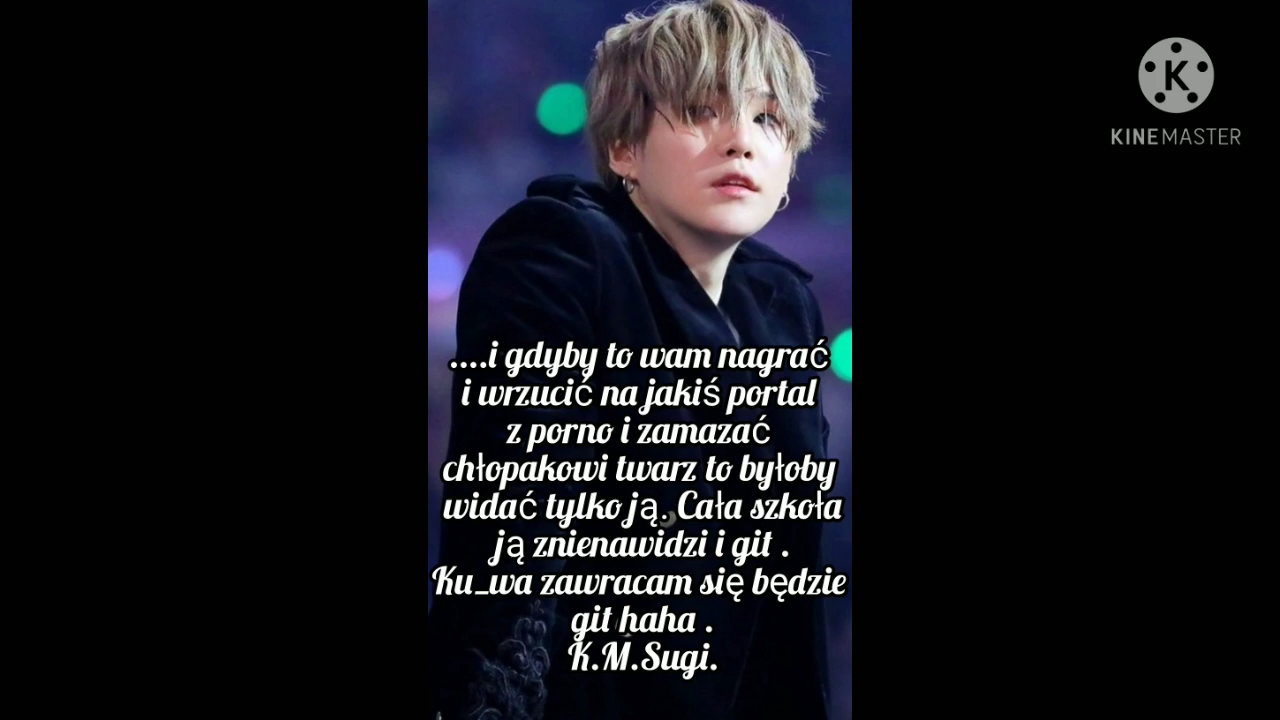 ....i gdyby to wam nagrać
i wrzucić na jakiś portal
z porno i zamazać
chłopakowi twarz to byłoby
widać tylko ją. Cała szkoła
ją znienawidzi i git .
Ku_wa zawracam się będzie
git haha .
K.M.Sugi.
K
KINEMASTER